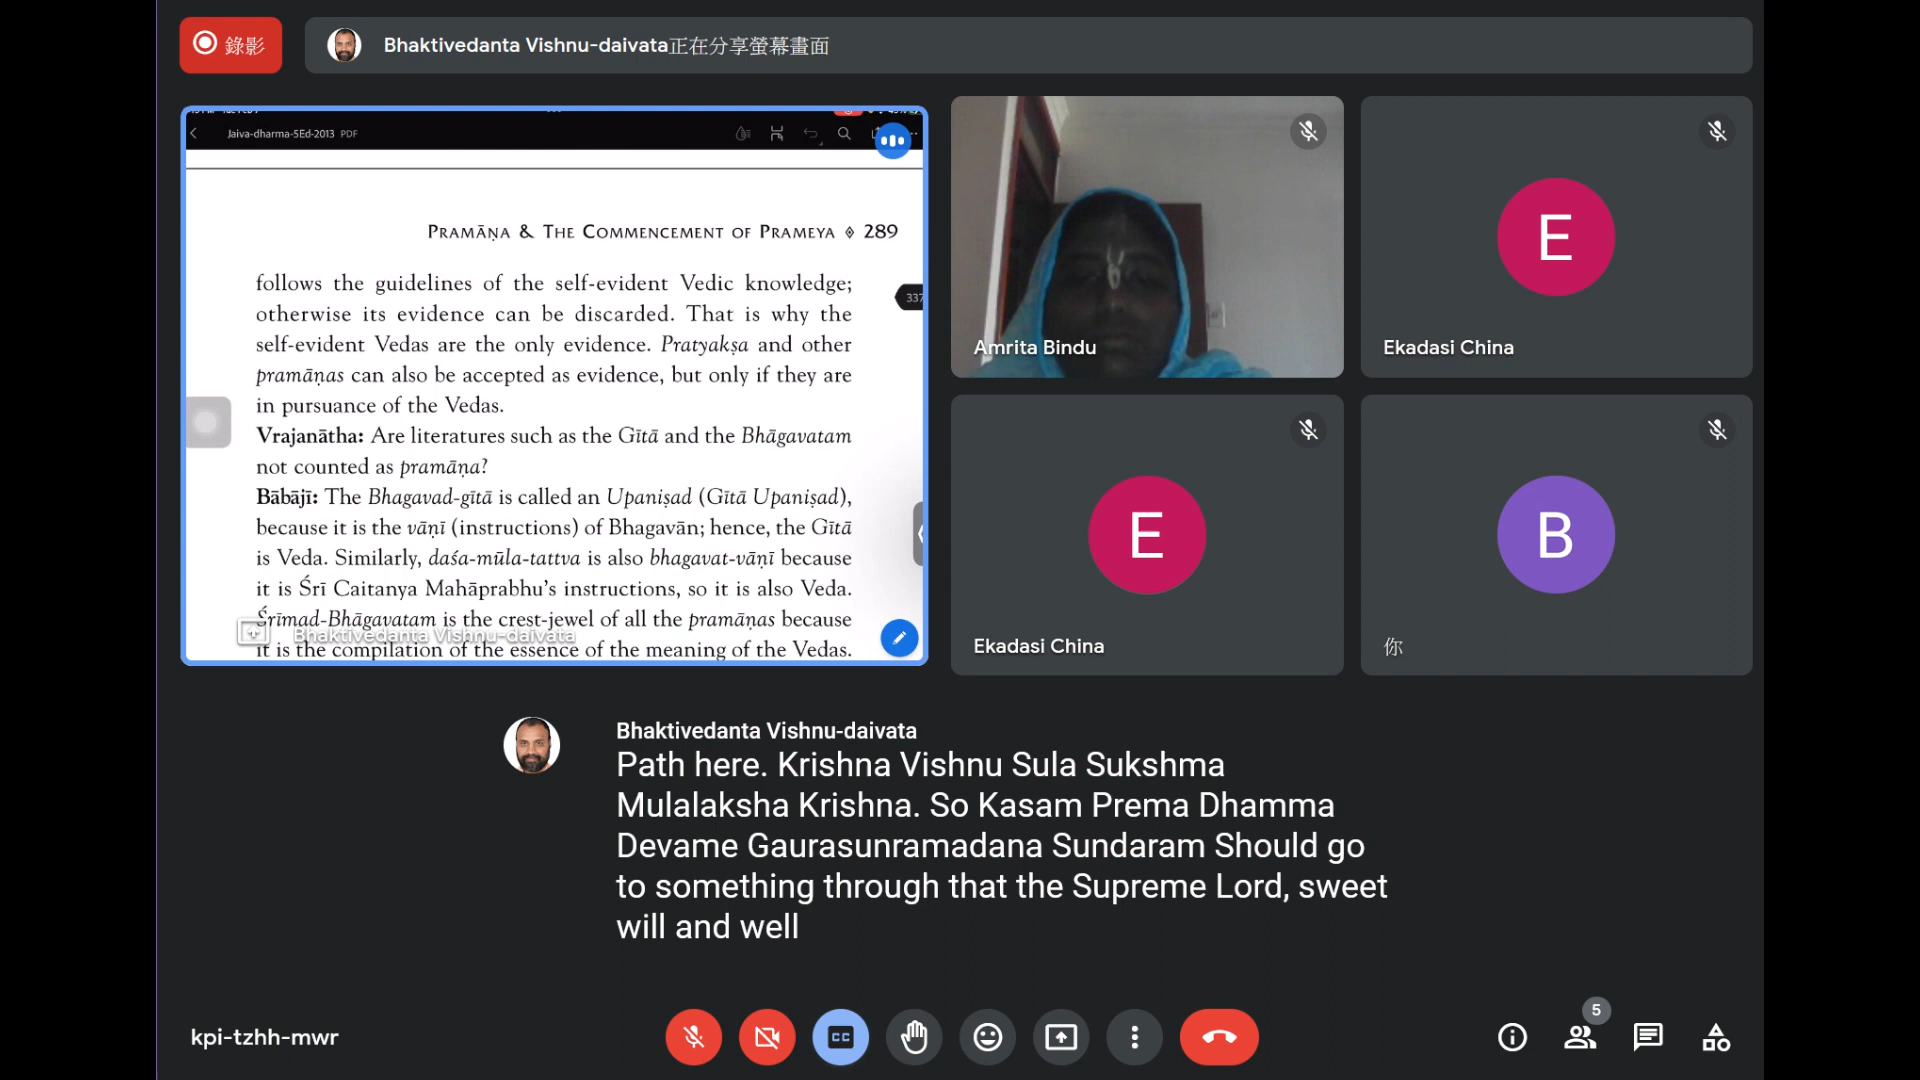 錄影
Bhaktivedanta Vishnu-daivata正在分享螢幕畫面
Jaiva-dharma-5Ed-2013 PDF
Pramāṇa & The Commencement of Prameya ⟡ 289
337
follows the guidelines of the self-evident Vedic knowledge;
otherwise its evidence can be discarded. That is why the
self-evident Vedas are the only evidence. Pratyakṣa and other
pramāṇas can also be accepted as evidence, but only if they are
in pursuance of the Vedas.
Vrajanātha: Are literatures such as the Gītā and the Bhāgavatam
not counted as pramāṇa?
Bābājī: The Bhagavad-gītā is called an Upaniṣad (Gītā Upaniṣad),
because it is the vāṇī (instructions) of Bhagavān; hence, the Gītā
is Veda. Similarly, daśa-mūla-tattva is also bhagavat-vāṇī because
it is Śrī Caitanya Mahāprabhu's instructions, so it is also Veda.
Śrīmad-Bhāgavatam is the crest-jewel of all the pramāṇas because
it is the compilation of the essence of the meaning of the Vedas.
Bhaktivedanta Vishnu-daivata
Amrita Bindu
E
Ekadasi China
E
Ekadasi China
B
你
Bhaktivedanta Vishnu-daivata
Path here. Krishna Vishnu Sula Sukshma
Mulalaksha Krishna. So Kasam Prema Dhamma
Devame Gaurasunramadana Sundaram Should go
to something through that the Supreme Lord, sweet
will and well
kpi-tzhh-mwr
CC
5